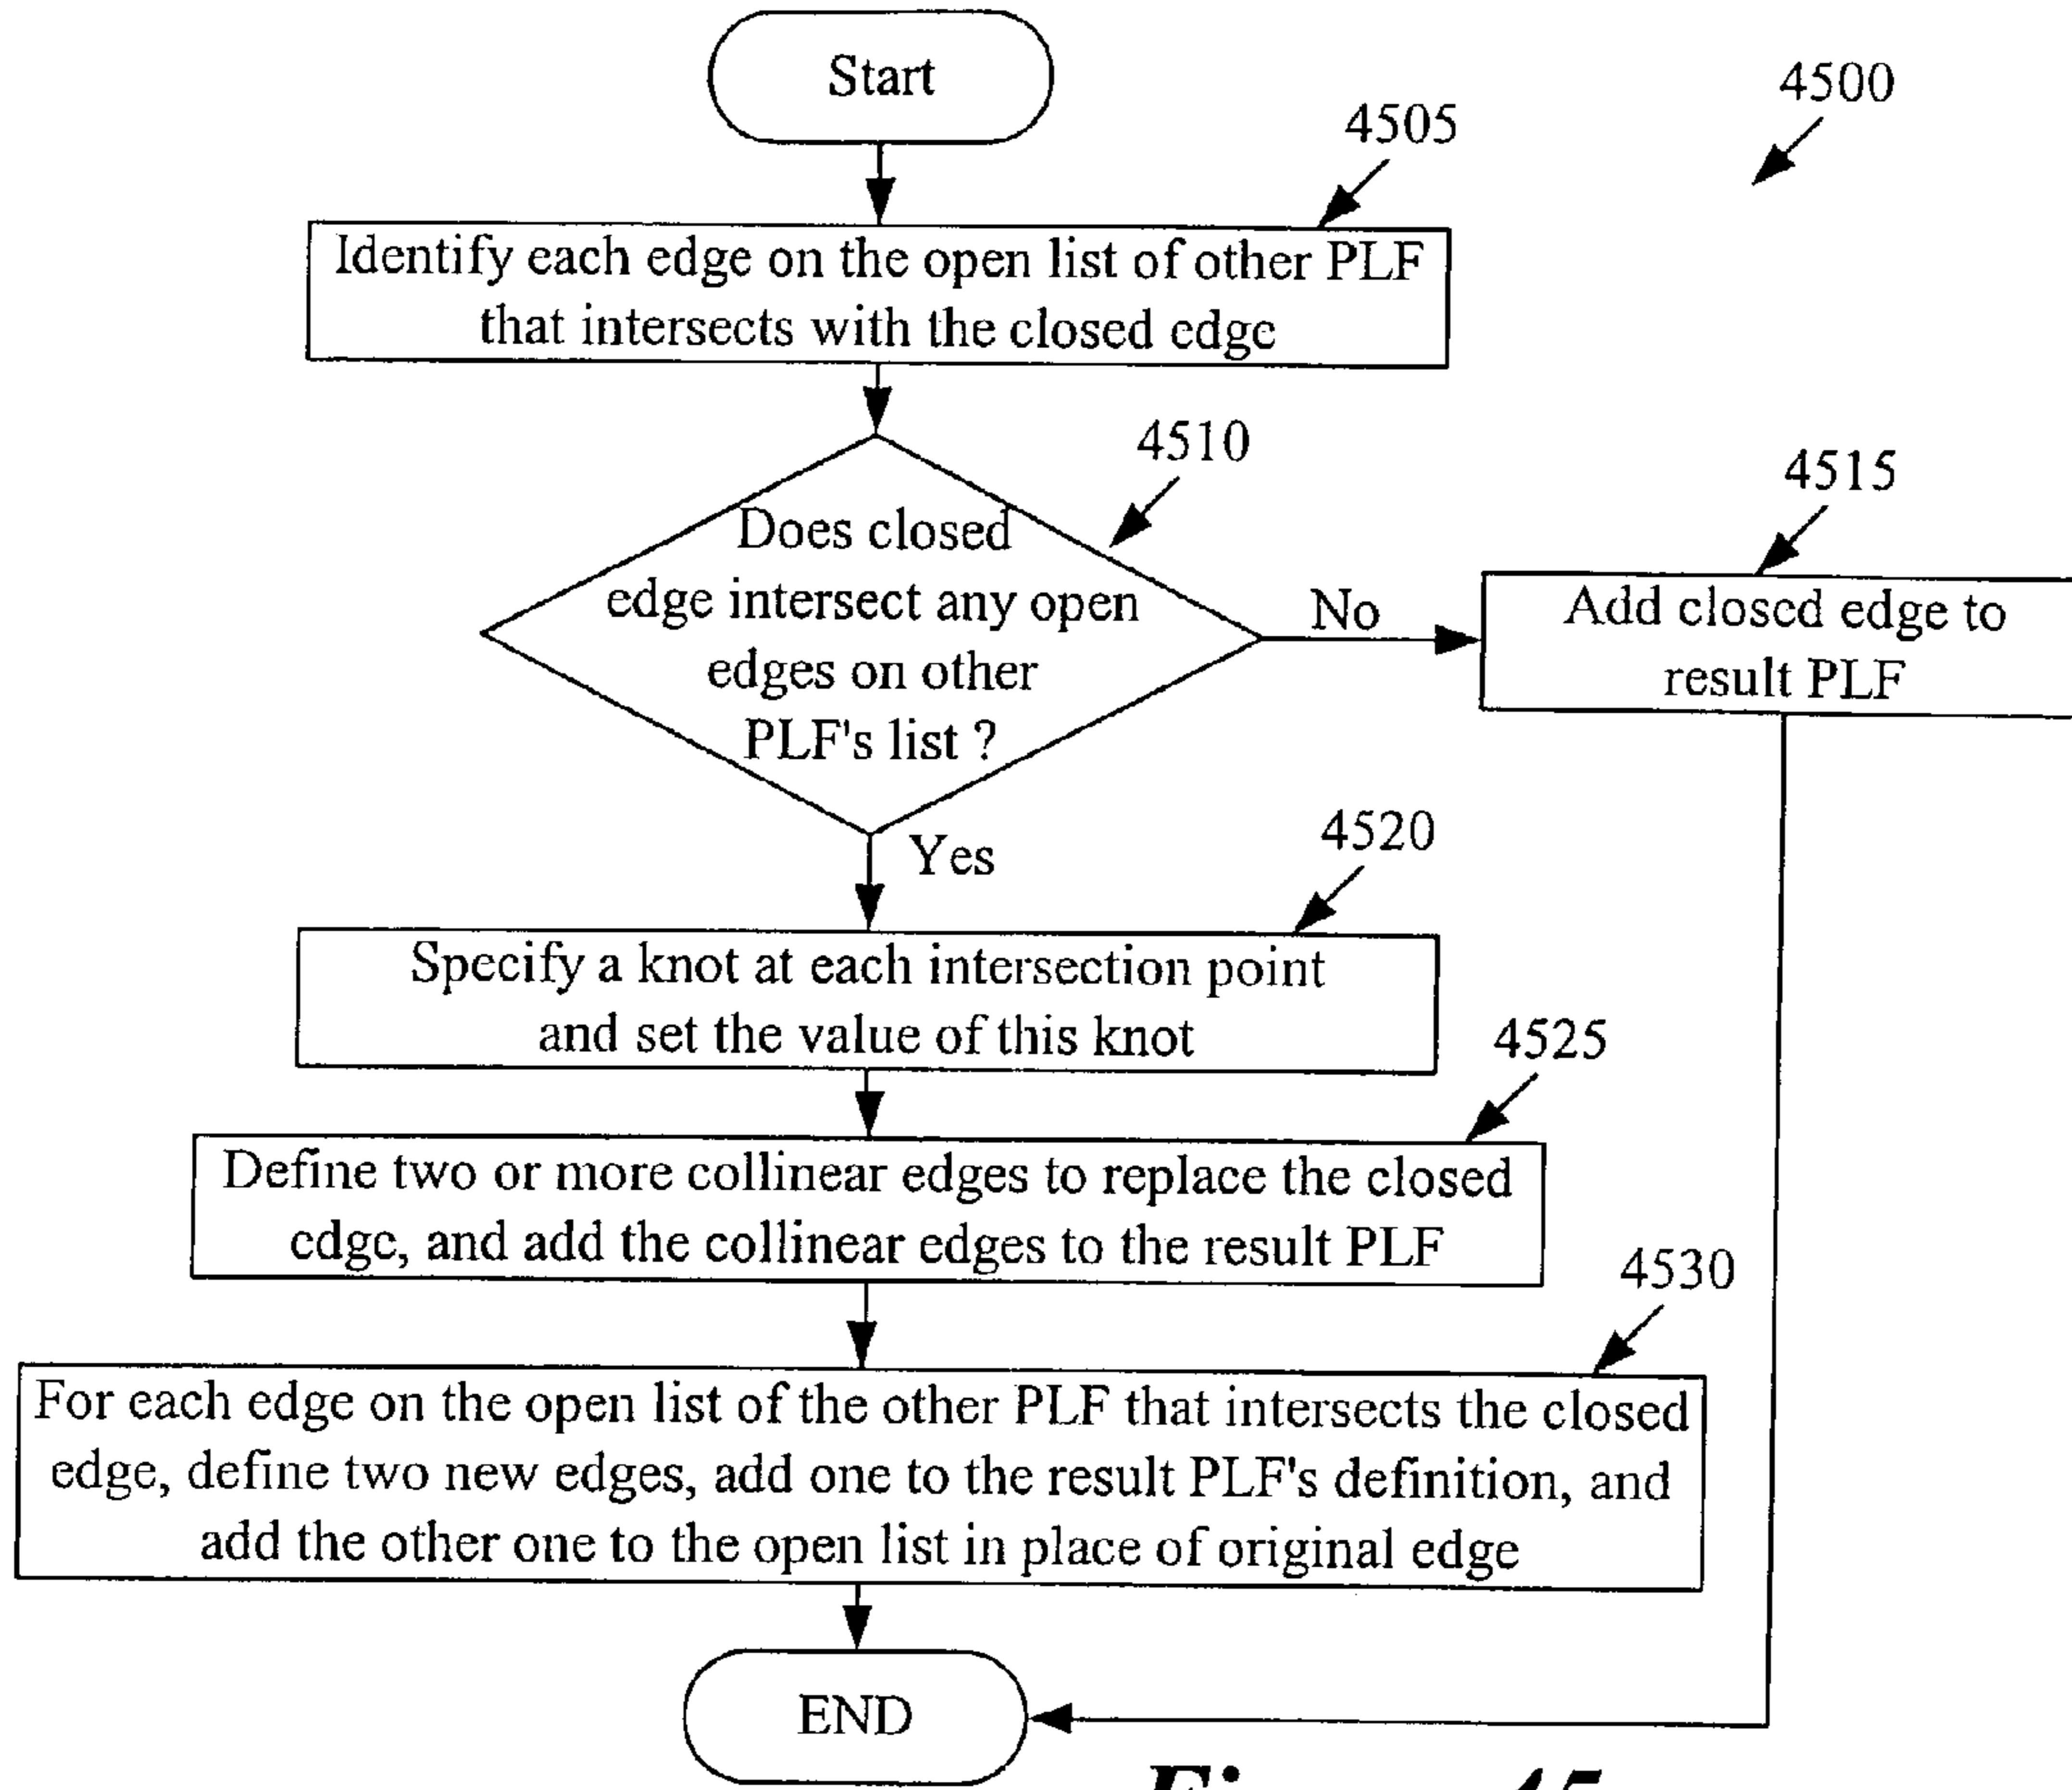 Start
4500
4505
Identify each edge on the open list of other PLF
that intersects with the closed edge
4510
Does closed
edge intersect any open
edges on other
PLF's list ?
No
4515
Add closed edge to
result PLF
Yes
4520
Specify a knot at each intersection point
and set the value of this knot
4525
Define two or more collinear edges to replace the closed
edge, and add the collinear edges to the result PLF
4530
For each edge on the open list of the other PLF that intersects the closed
edge, define two new edges, add one to the result PLF's definition, and
add the other one to the open list in place of original edge
END